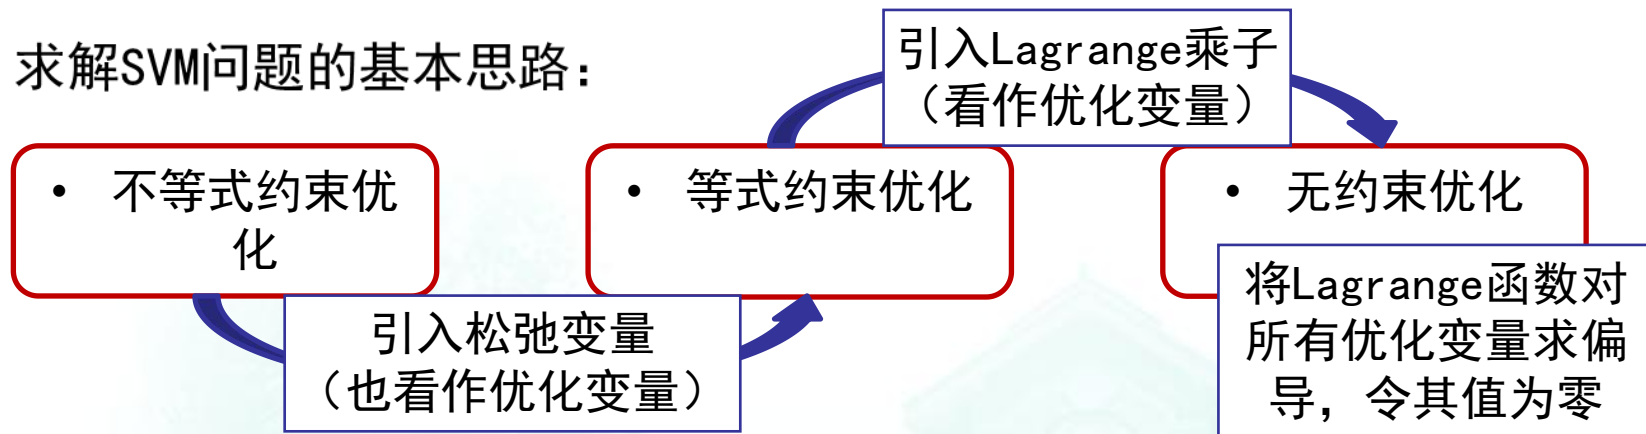 求解SVM问题的基本思路：
引入Lagrange乘子
（看作优化变量）
• 不等式约束优
化
• 等式约束优化
• 无约束优化
引入松弛变量
（也看作优化变量）
将Lagrange函数对
所有优化变量求偏
导，令其值为零